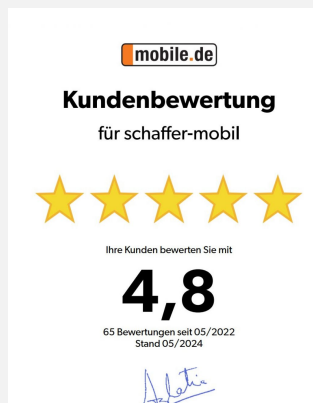 mobile.de
Kundenbewertung
für schaffer-mobil
Ihre Kunden bewerten Sie mit
4,8
65 Bewertungen seit 05/2022
Stand 05/2024